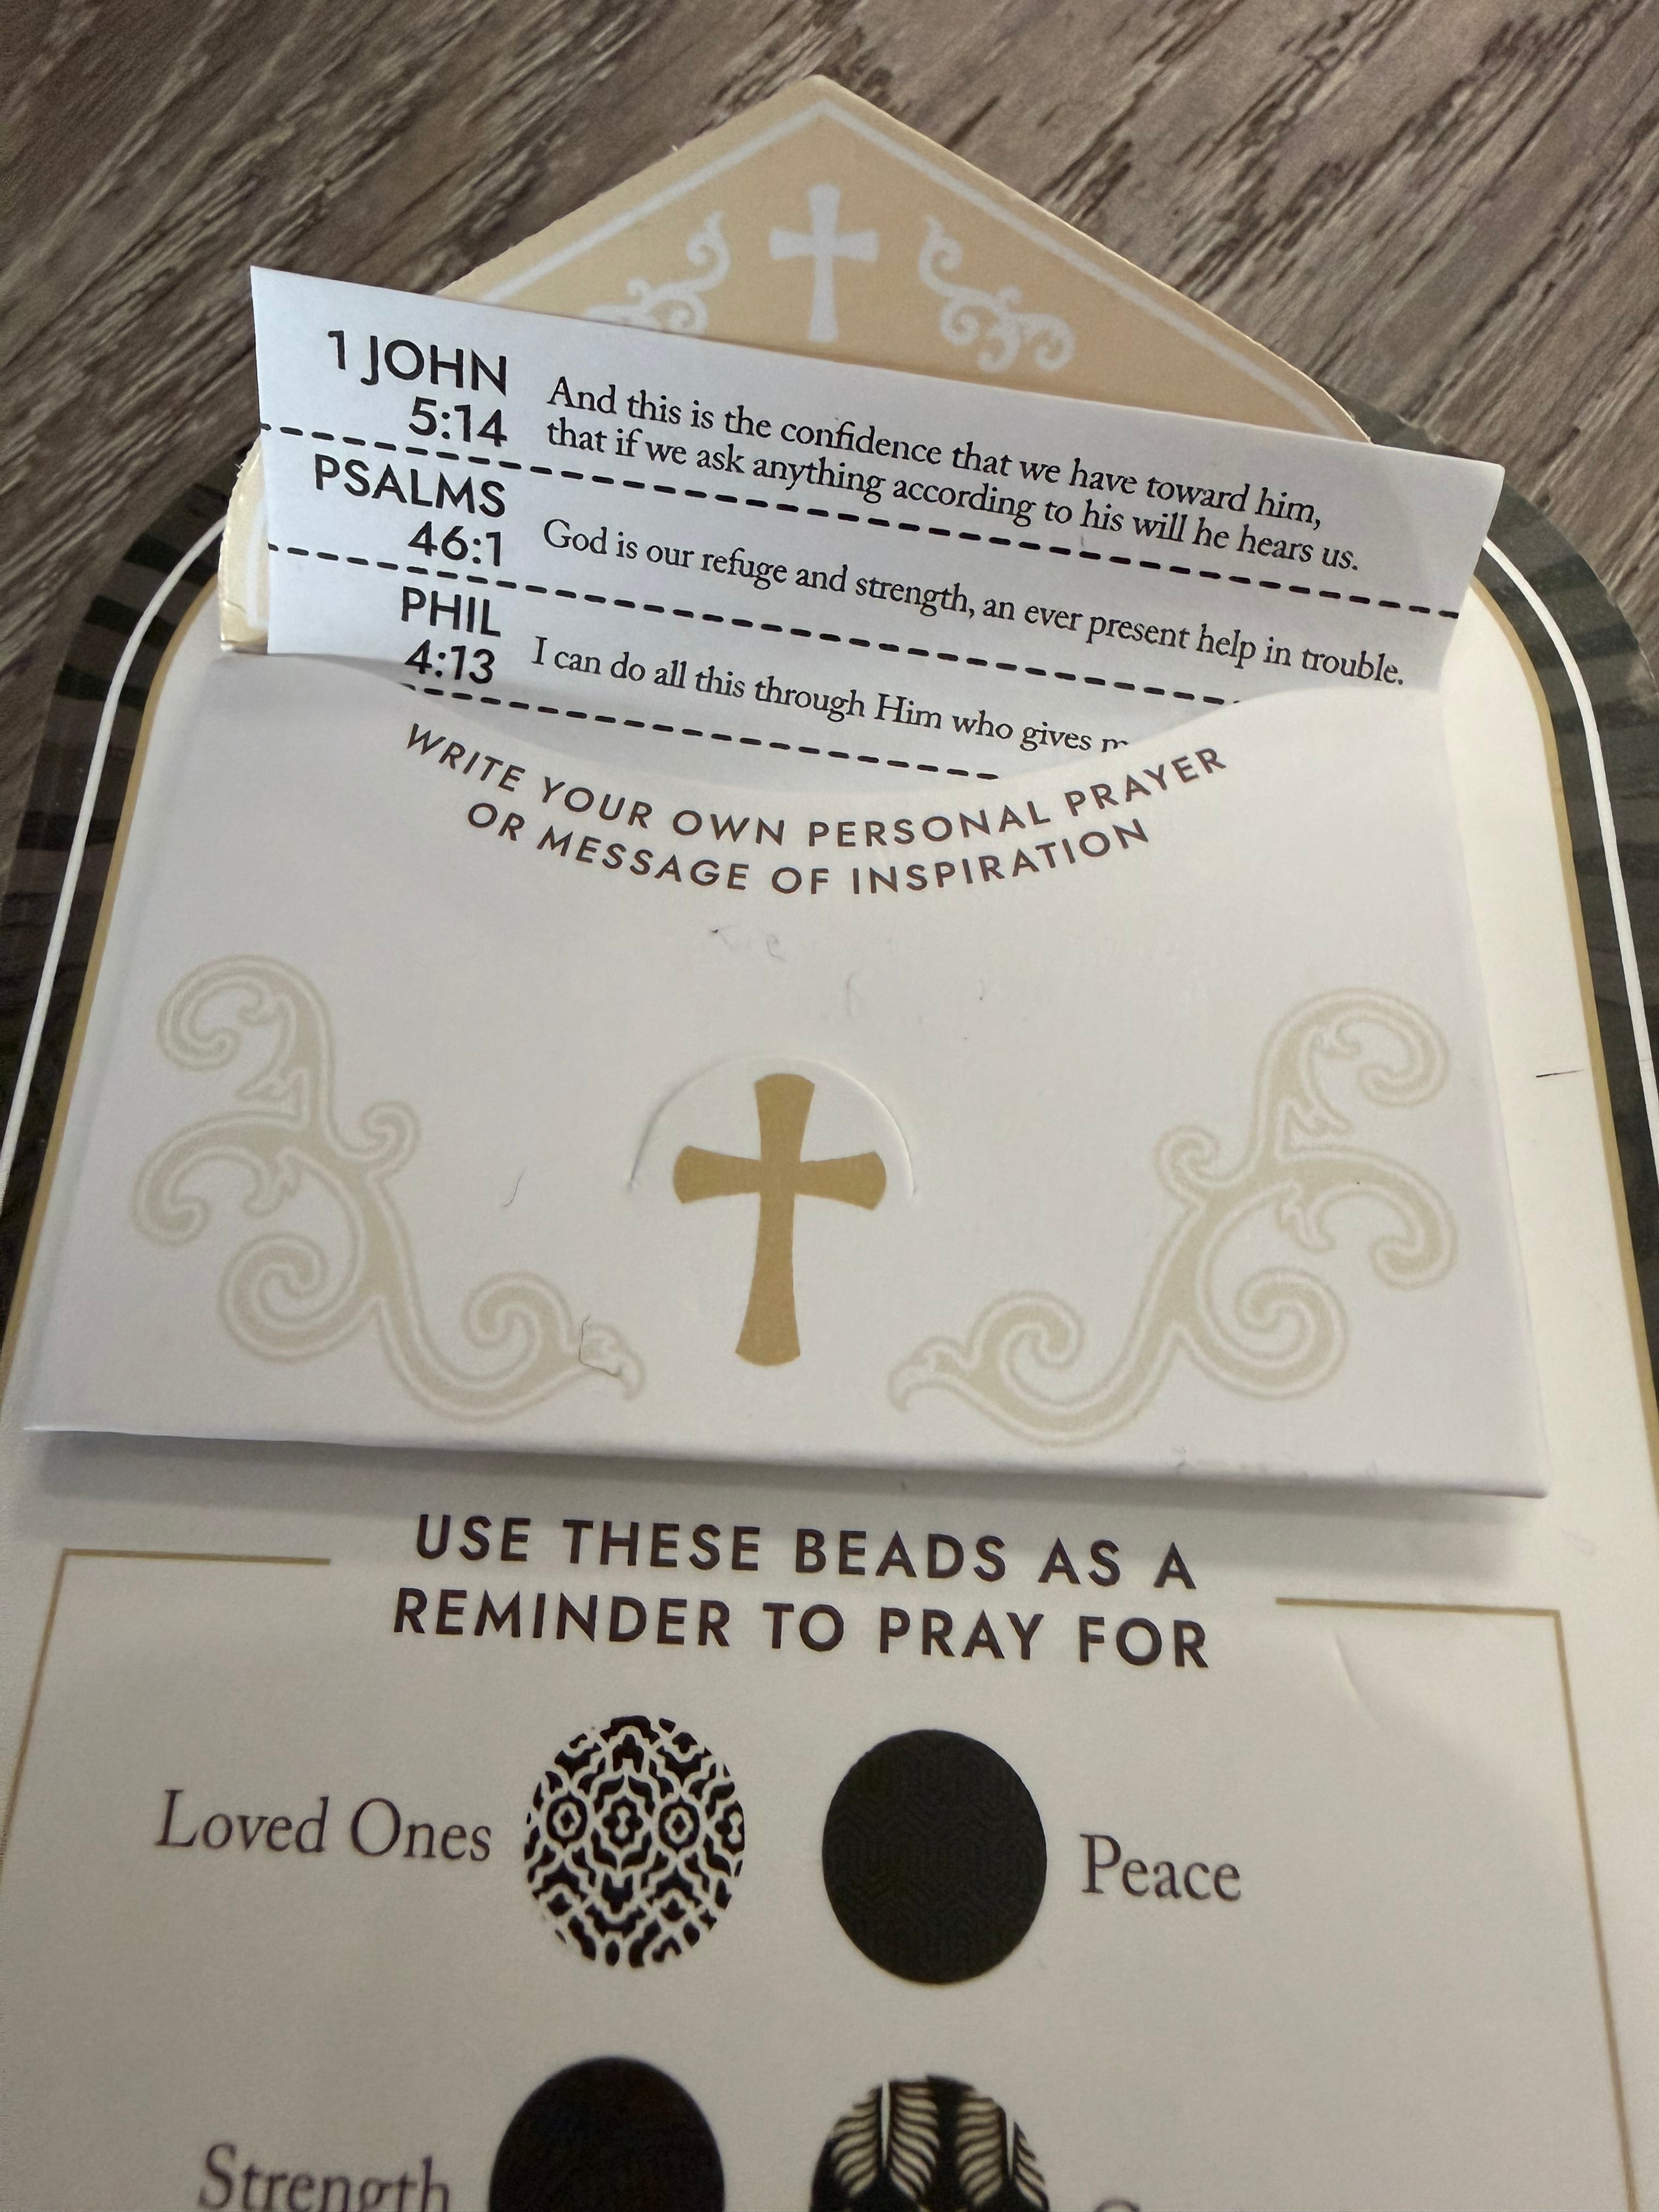 1 JOHN
5:14
And this is the confidence that we have toward him,
that if we ask anything according to his will he hears us.
PSALMS
46:1
God is our refuge and strength, an ever present help in trouble.
PHIL
4:13
I can do all this through Him who gives
WRITE YOUR OWN PERSONAL PRAYER
OR MESSAGE OF INSPIRATION
USE THESE BEADS AS A
REMINDER TO PRAY FOR
Loved Ones
Peace
Strength